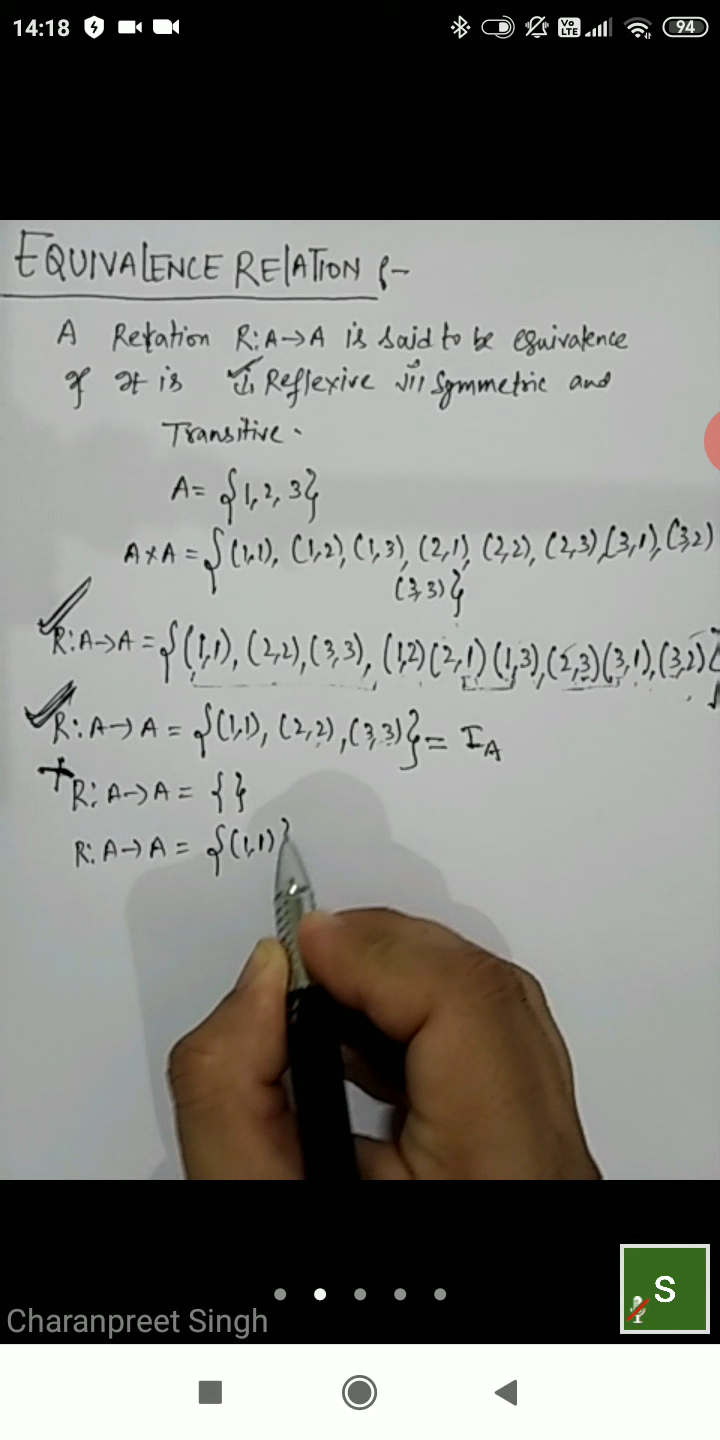 14:18
Vo LTE
94
EQUIVALENCE RELATION :-
A Relation R:A→A is said to be equivalence
if it is i) Reflexive ii) Symmetric and
Transitive.
A= {1, 2, 3}
A×A = {(1,1), (1,2), (1,3), (2,1), (2,2), (2,3), (3,1), (3,2)
(3,3)}
R:A→A = {(1,1), (2,2), (3,3), (1,2) (2,1) (1,3), (2,3) (3,1), (3,2)}
R: A→A = {(1,1), (2,2), (3,3)} = I_A
R: A→A = { }
R: A→A = {(1,1)}
S
Charanpreet Singh